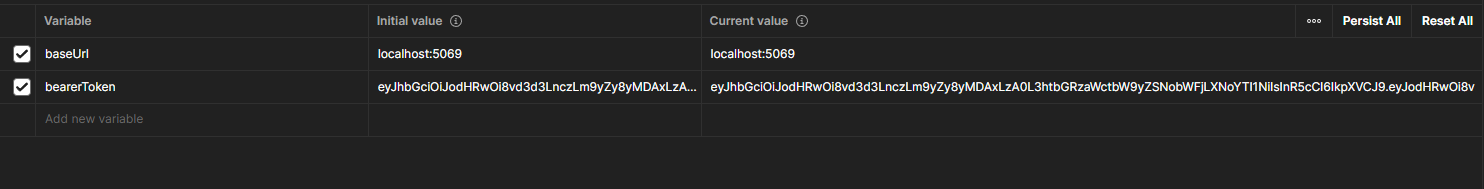 Variable Initial value Current value Persist All Reset All
baseUrl localhost:5069 localhost:5069
bearerToken eyJhbGciOiJodHRwOi8vd3d3LnczLm9yZy8yMDAxLzA... eyJhbGciOiJodHRwOi8vd3d3LnczLm9yZy8yMDAxLzA0L3htbGRzaWctbW9yZSNobWFjLXNoYTI1NiIsInR5cCI6IkpXVCJ9.eyJodHRwOi8v
Add new variable